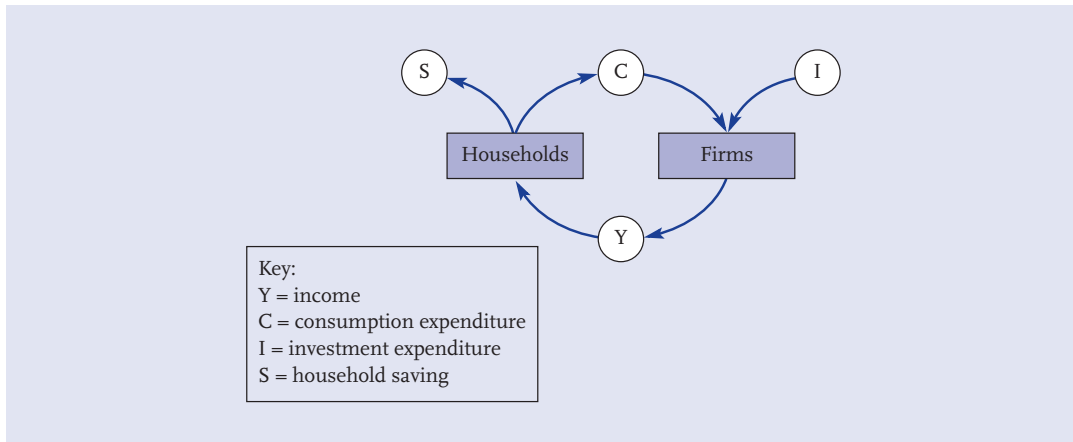 S
C
I
Households
Firms
Y
Key:
Y = income
C = consumption expenditure
I = investment expenditure
S = household saving